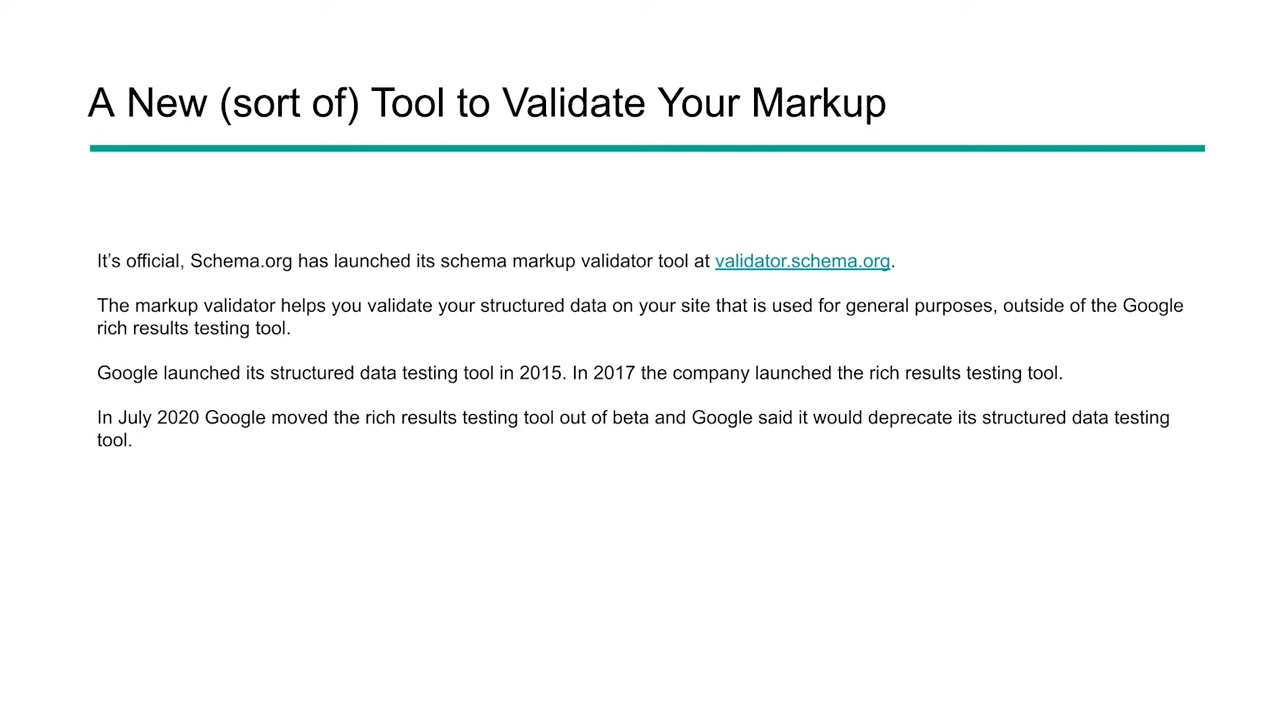 A New (sort of) Tool to Validate Your Markup
It’s official, Schema.org has launched its schema markup validator tool at validator.schema.org.
The markup validator helps you validate your structured data on your site that is used for general purposes, outside of the Google
rich results testing tool.
Google launched its structured data testing tool in 2015. In 2017 the company launched the rich results testing tool.
In July 2020 Google moved the rich results testing tool out of beta and Google said it would deprecate its structured data testing
tool.